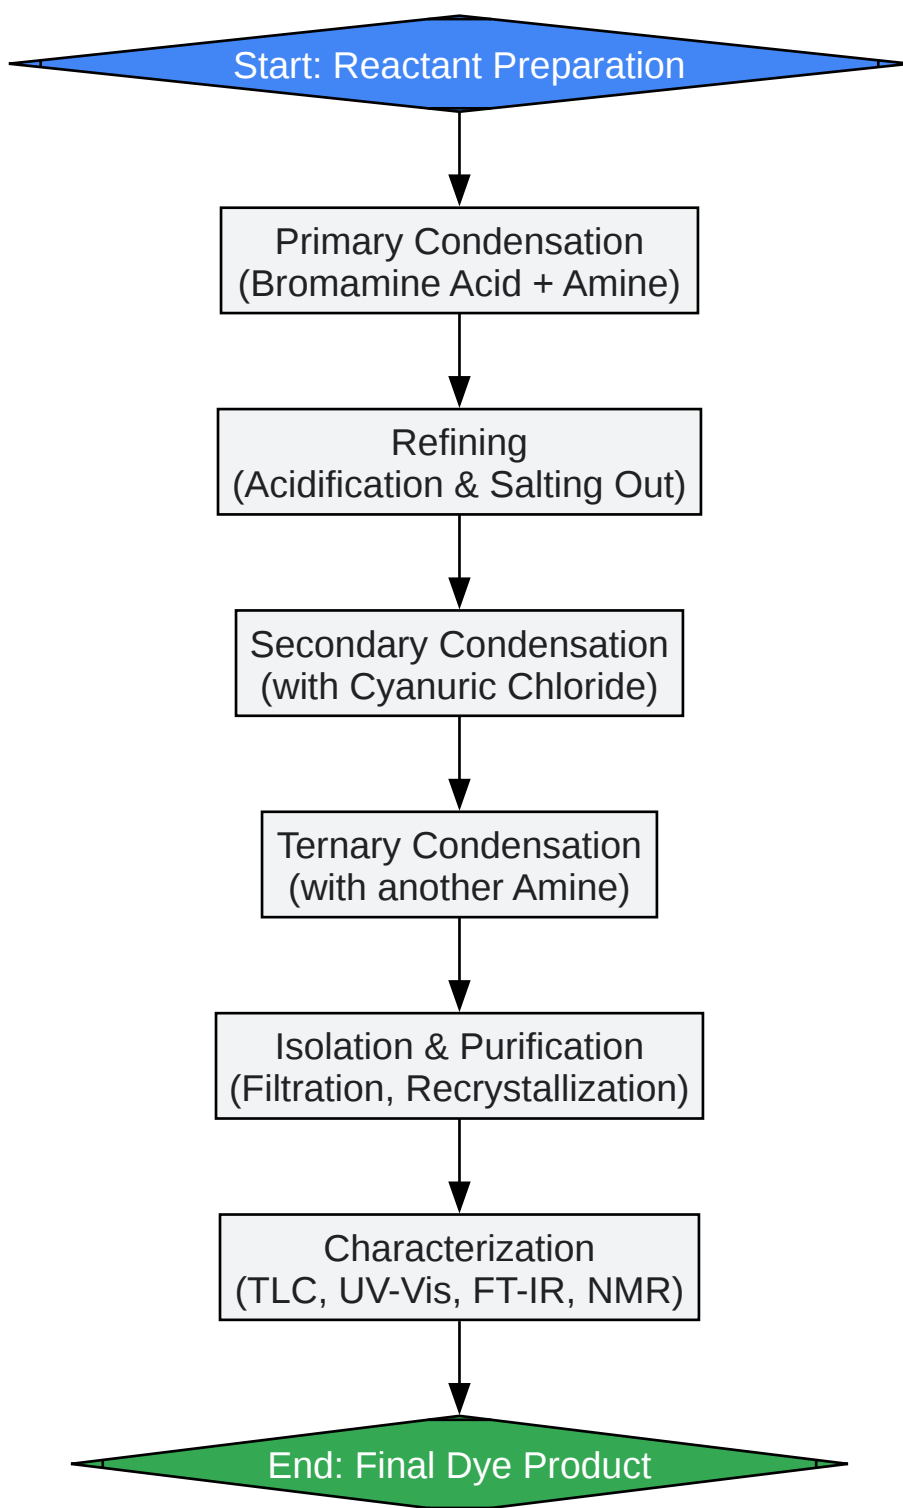 Start: Reactant Preparation
Primary Condensation
(Bromamine Acid + Amine)
Refining
(Acidification & Salting Out)
Secondary Condensation
(with Cyanuric Chloride)
Ternary Condensation
(with another Amine)
Isolation & Purification
(Filtration, Recrystallization)
Characterization
(TLC, UV-Vis, FT-IR, NMR)
End: Final Dye Product